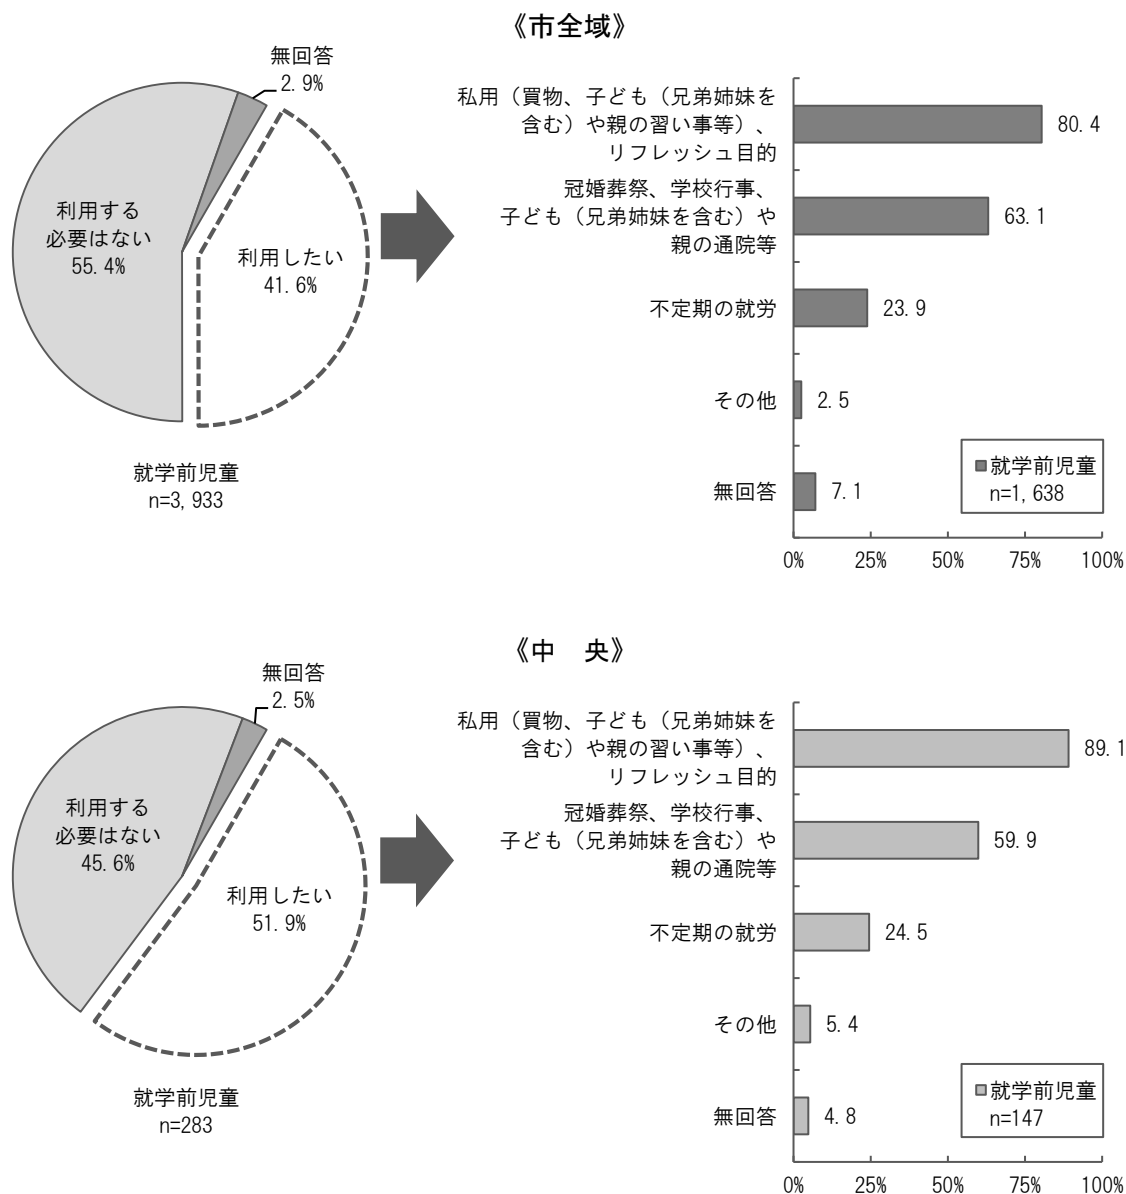 《市全域》
無回答
2.9%
利用する
必要はない
55.4%
利用したい
41.6%
就学前児童
n=3,933
私用（買物、子ども（兄弟姉妹を
含む）や親の習い事等）、
リフレッシュ目的
80.4
冠婚葬祭、学校行事、
子ども（兄弟姉妹を含む）や
親の通院等
63.1
不定期の就労
23.9
その他
2.5
無回答
7.1
就学前児童
n=1,638
0% 25% 50% 75% 100%
《中　央》
無回答
2.5%
利用する
必要はない
45.6%
利用したい
51.9%
就学前児童
n=283
私用（買物、子ども（兄弟姉妹を
含む）や親の習い事等）、
リフレッシュ目的
89.1
冠婚葬祭、学校行事、
子ども（兄弟姉妹を含む）や
親の通院等
59.9
不定期の就労
24.5
その他
5.4
無回答
4.8
就学前児童
n=147
0% 25% 50% 75% 100%